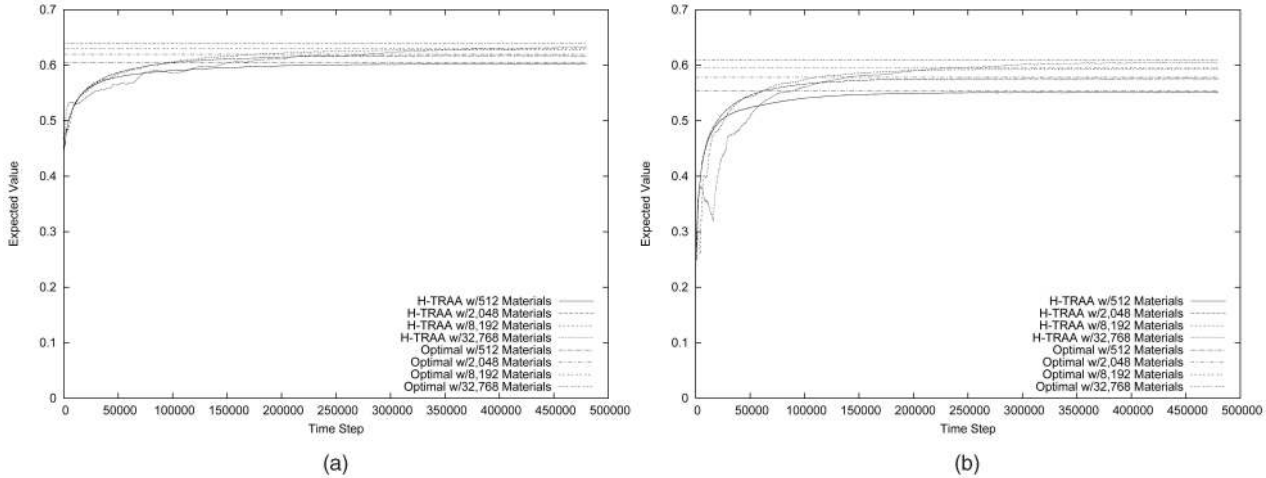 0.7
0.6
0.5
0.4
0.3
0.2
0.1
0
Expected Value
H-TRAA w/512 Materials
H-TRAA w/2,048 Materials
H-TRAA w/8,192 Materials
H-TRAA w/32,768 Materials
Optimal w/512 Materials
Optimal w/2,048 Materials
Optimal w/8,192 Materials
Optimal w/32,768 Materials
0 50000 100000 150000 200000 250000 300000 350000 400000 450000 500000
Time Step
(a)
0.7
0.6
0.5
0.4
0.3
0.2
0.1
0
Expected Value
H-TRAA w/512 Materials
H-TRAA w/2,048 Materials
H-TRAA w/8,192 Materials
H-TRAA w/32,768 Materials
Optimal w/512 Materials
Optimal w/2,048 Materials
Optimal w/8,192 Materials
Optimal w/32,768 Materials
0 50000 100000 150000 200000 250000 300000 350000 400000 450000 500000
Time Step
(b)